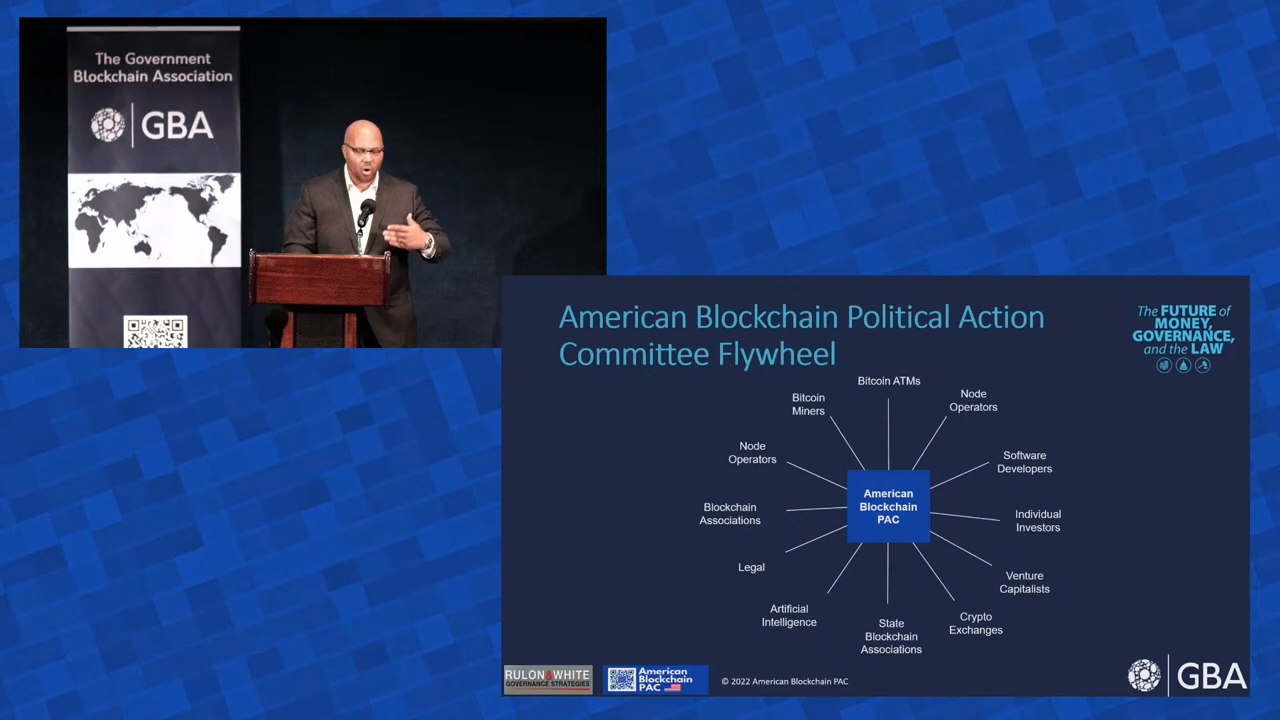 The Government
Blockchain Association
GBA
American Blockchain Political Action
Committee Flywheel
The FUTURE of
MONEY,
GOVERNANCE,
and the LAW
Bitcoin ATMs
Bitcoin
Miners
Node
Operators
Node
Operators
Software
Developers
American
Blockchain
PAC
Blockchain
Associations
Individual
Investors
Legal
Venture
Capitalists
Artificial
Intelligence
State
Blockchain
Associations
Crypto
Exchanges
RULON&WHITE
GOVERNANCE STRATEGIES
American
Blockchain
PAC
© 2022 American Blockchain PAC
GBA